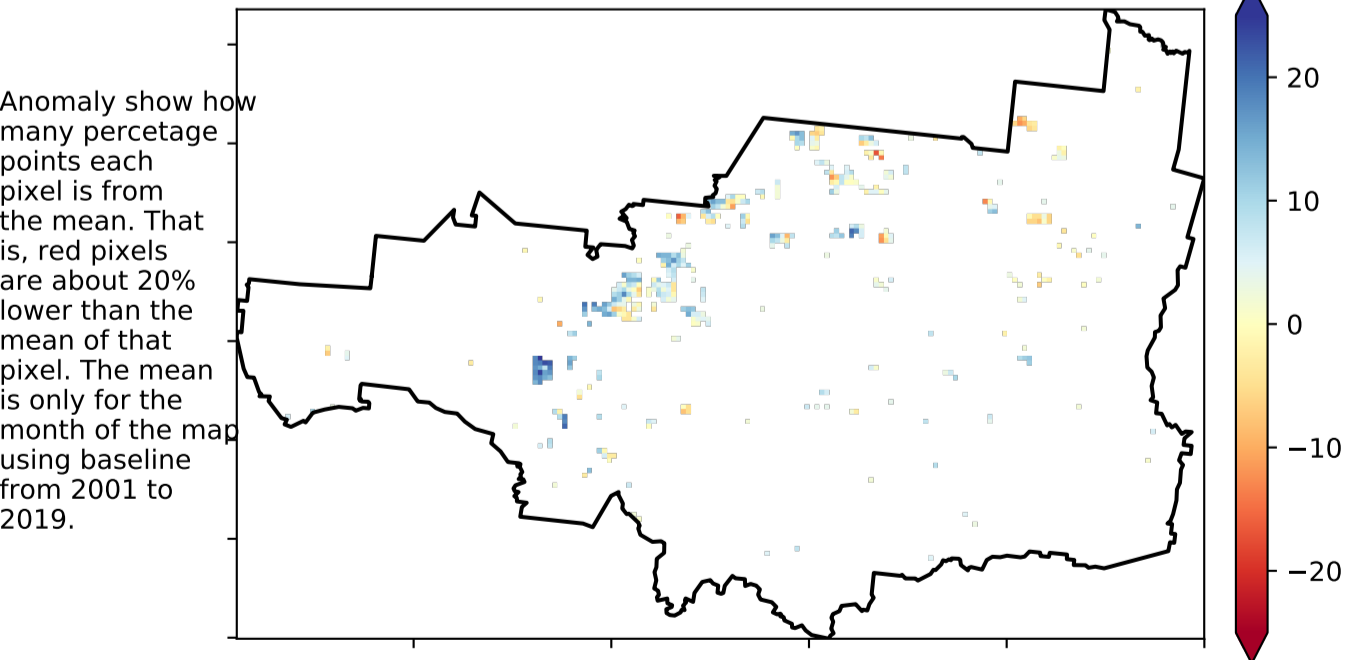 Anomaly show how
many percetage
points each
pixel is from
the mean. That
is, red pixels
are about 20%
lower than the
mean of that
pixel. The mean
is only for the
month of the map
using baseline
from 2001 to
2019.
20
10
0
−10
−20